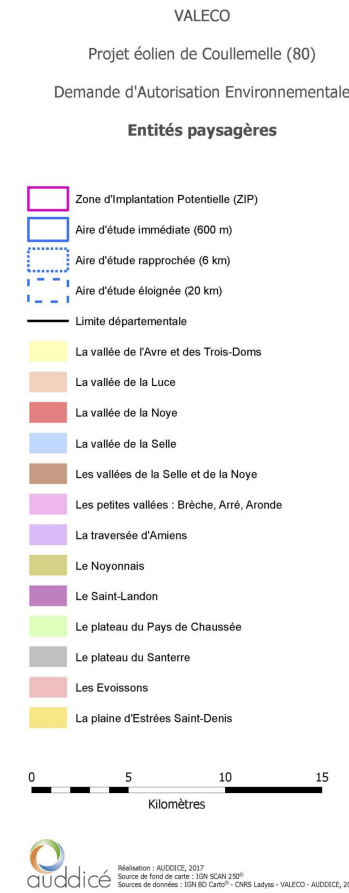 VALECO
Projet éolien de Coullemelle (80)
Demande d'Autorisation Environnementale
Entités paysagères
Zone d'Implantation Potentielle (ZIP)
Aire d'étude immédiate (600 m)
Aire d'étude rapprochée (6 km)
Aire d'étude éloignée (20 km)
Limite départementale
La vallée de l'Avre et des Trois-Doms
La vallée de la Luce
La vallée de la Noye
La vallée de la Selle
Les vallées de la Selle et de la Noye
Les petites vallées : Brèche, Arré, Aronde
La traversée d'Amiens
Le Noyonnais
Le Saint-Landon
Le plateau du Pays de Chaussée
Le plateau du Santerre
Les Evoissons
La plaine d'Estrées Saint-Denis
0 5 10 15
Kilomètres
auddicé
Réalisation : AUDDICE, 2017
Source de fond de carte : IGN SCAN 250®
Sources de données : IGN BD Carto® - CNRS Ladyss - VALECO - AUDDICE, 20